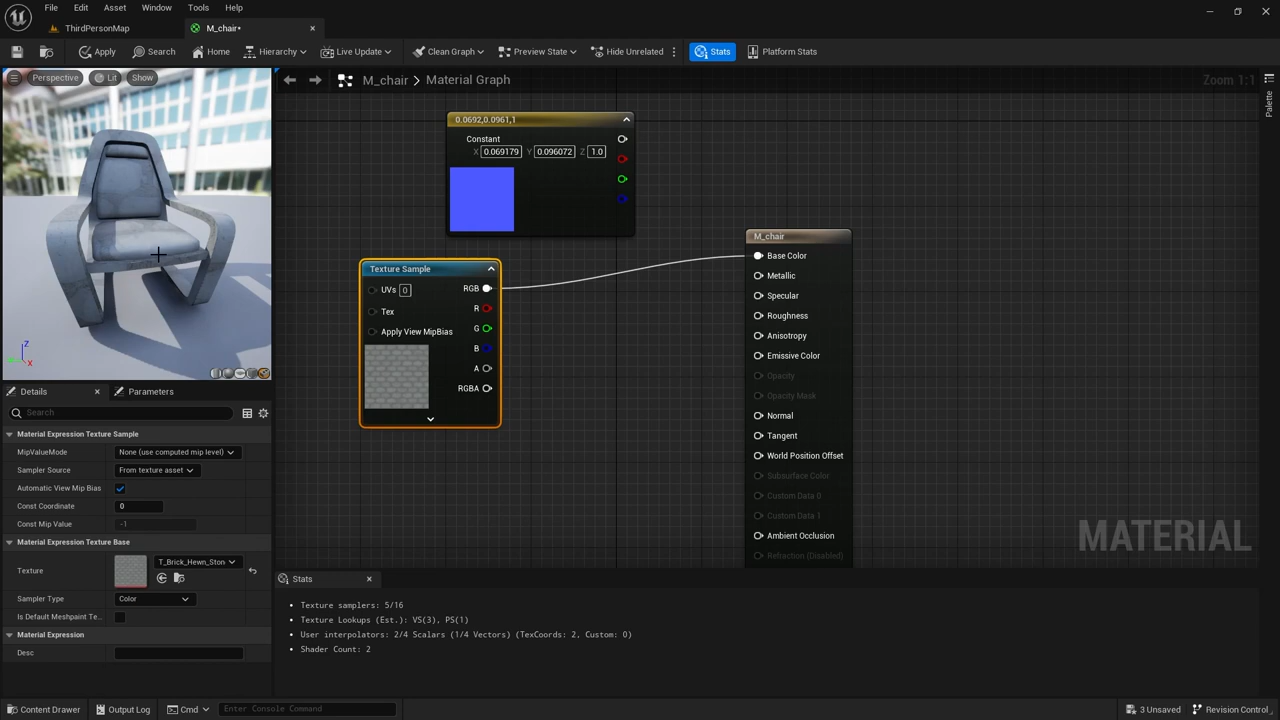 File Edit Asset Window Tools Help
ThirdPersonMap
M_chair•
Apply Search Home Hierarchy Live Update Clean Graph Preview State Hide Unrelated Stats Platform Stats
Perspective Lit Show
M_chair > Material Graph
Zoom 1:1
Palette
0.0692,0.0961,1
Constant
X 0.069179 Y 0.096072 Z 1.0
Texture Sample
UVs 0 RGB
R
Tex
G
Apply View MipBias
B
A
RGBA
M_chair
Base Color
Metallic
Specular
Roughness
Anisotropy
Emissive Color
Opacity
Opacity Mask
Normal
Tangent
World Position Offset
Subsurface Color
Custom Data 0
Custom Data 1
Ambient Occlusion
Refraction (Disabled)
MATERIAL
Z
X
Details Parameters
Search
Material Expression Texture Sample
MipValueMode None (use computed mip level)
Sampler Source From texture asset
Automatic View Mip Bias
Const Coordinate 0
Const Mip Value -1
Material Expression Texture Base
Texture T_Brick_Hewn_Ston
Sampler Type Color
Is Default Meshpaint Te...
Material Expression
Desc
Stats
• Texture samplers: 5/16
• Texture Lookups (Est.): VS(3), PS(1)
• User interpolators: 2/4 Scalars (1/4 Vectors) (TexCoords: 2, Custom: 0)
• Shader Count: 2
Content Drawer Output Log Cmd Enter Console Command 3 Unsaved Revision Control